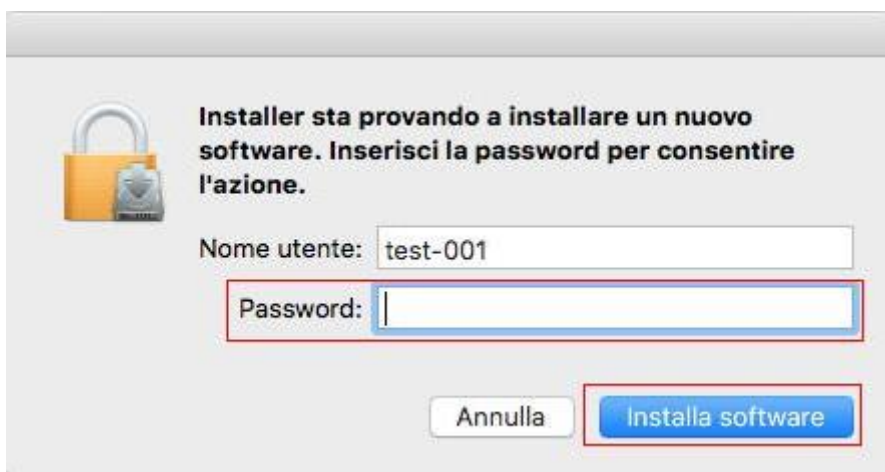 Installer sta provando a installare un nuovo
software. Inserisci la password per consentire
l'azione.
Nome utente: test-001
Password:
Annulla Installa software